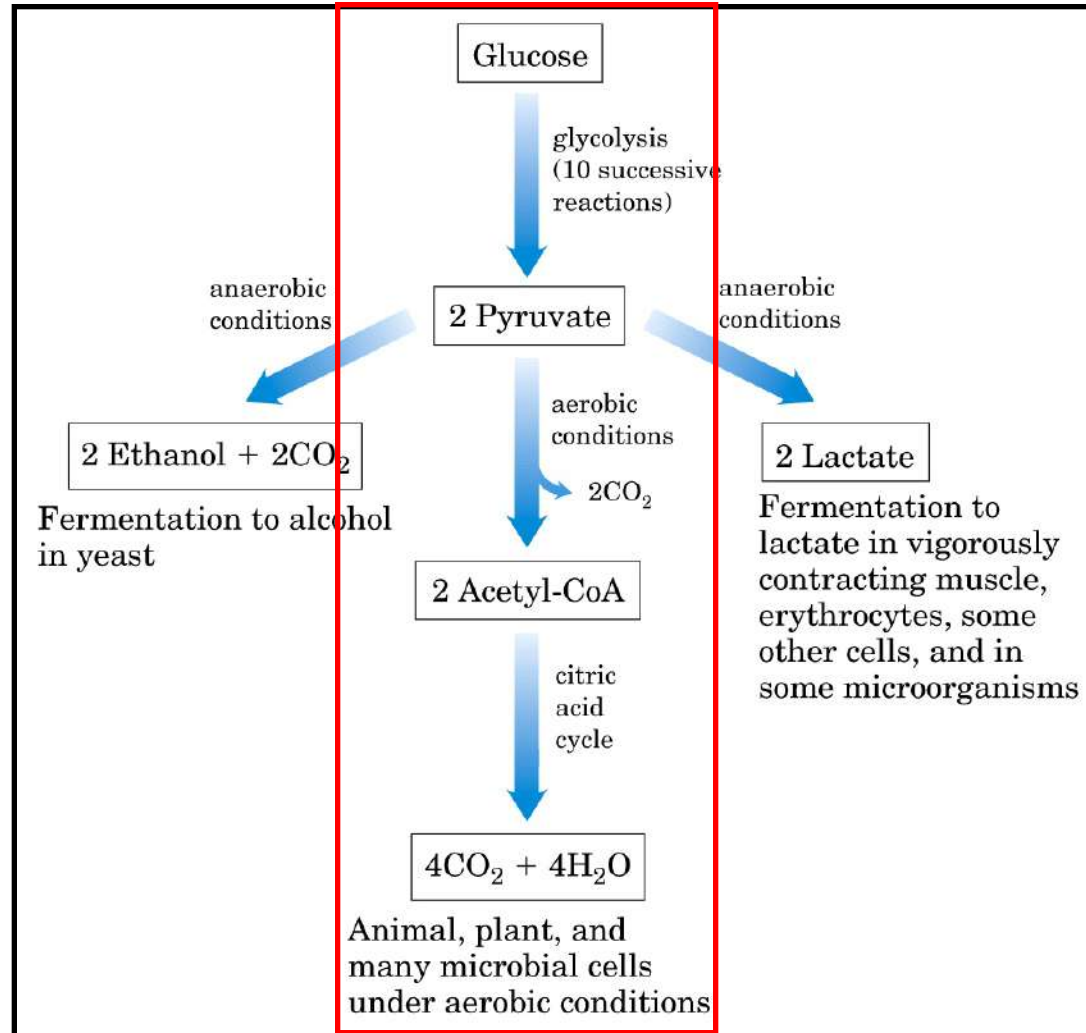 Glucose
glycolysis
(10 successive
reactions)
anaerobic
conditions
2 Pyruvate
anaerobic
conditions
2 Ethanol + 2CO₂
Fermentation to alcohol
in yeast
aerobic
conditions
2CO₂
2 Lactate
Fermentation to
lactate in vigorously
contracting muscle,
erythrocytes, some
other cells, and in
some microorganisms
2 Acetyl-CoA
citric
acid
cycle
4CO₂ + 4H₂O
Animal, plant, and
many microbial cells
under aerobic conditions